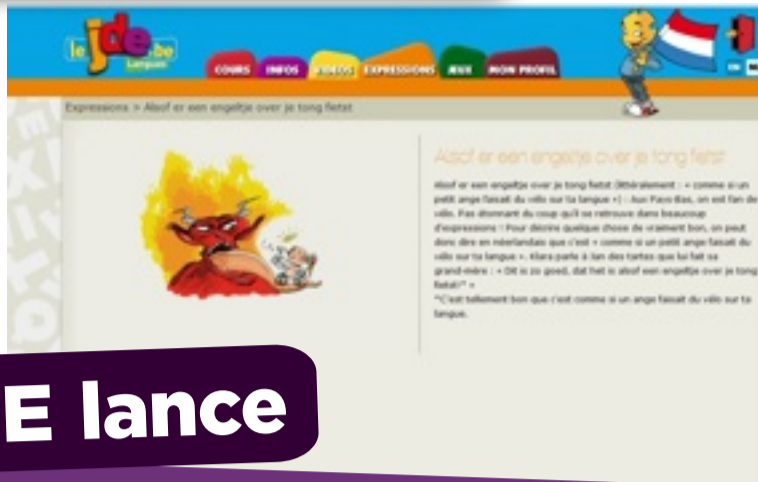 le jde.be
Langues
COURS INFOS VIDEOS EXPRESSIONS JEUX MON PROFIL
Expressions > Alsof er een engeltje over je tong fietst
Alsof er een engeltje over je tong fietst
Alsof er een engeltje over je tong fietst (littéralement : « comme si un
petit ange faisait du vélo sur ta langue ») : Aux Pays-Bas, on est fan de
vélo. Pas étonnant du coup qu'il se retrouve dans beaucoup
d'expressions ! Pour décrire quelque chose de vraiment bon, on peut
donc dire en néerlandais que c'est « comme si un petit ange faisait du
vélo sur ta langue ». Klara parle à Jan des tartes que lui fait sa
grand-mère : « Dit is zo goed, dat het is alsof een engeltje over je tong
fietst!* »
*C'est tellement bon que c'est comme si un ange faisait du vélo sur ta
langue.
E lance